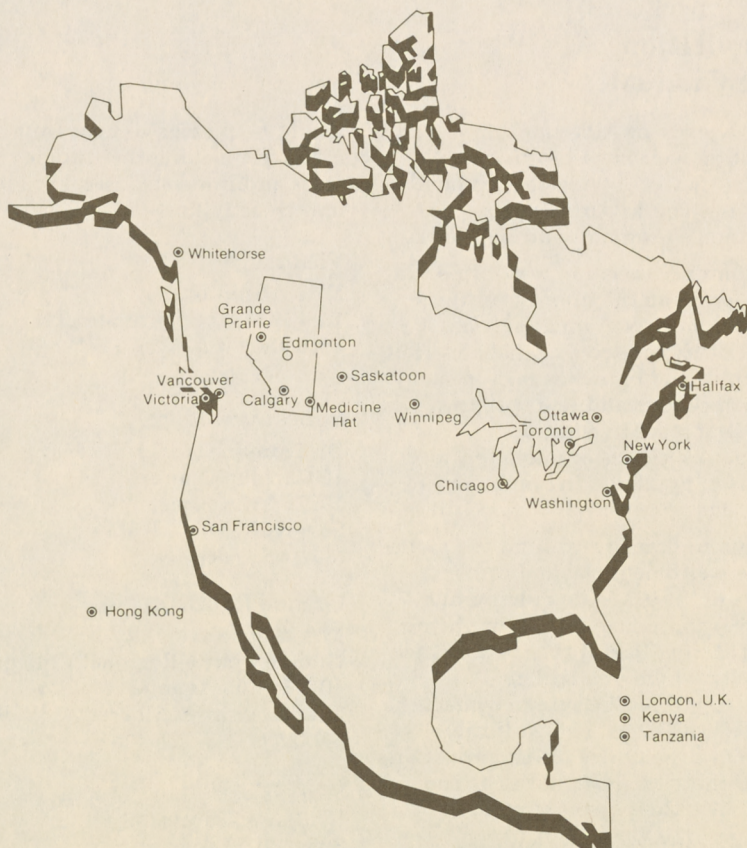 Whitehorse
Grande
Prairie
Edmonton
Vancouver
Victoria
Calgary
Medicine
Hat
Saskatoon
Winnipeg
Ottawa
Toronto
Halifax
New York
Chicago
Washington
San Francisco
Hong Kong
London, U.K.
Kenya
Tanzania